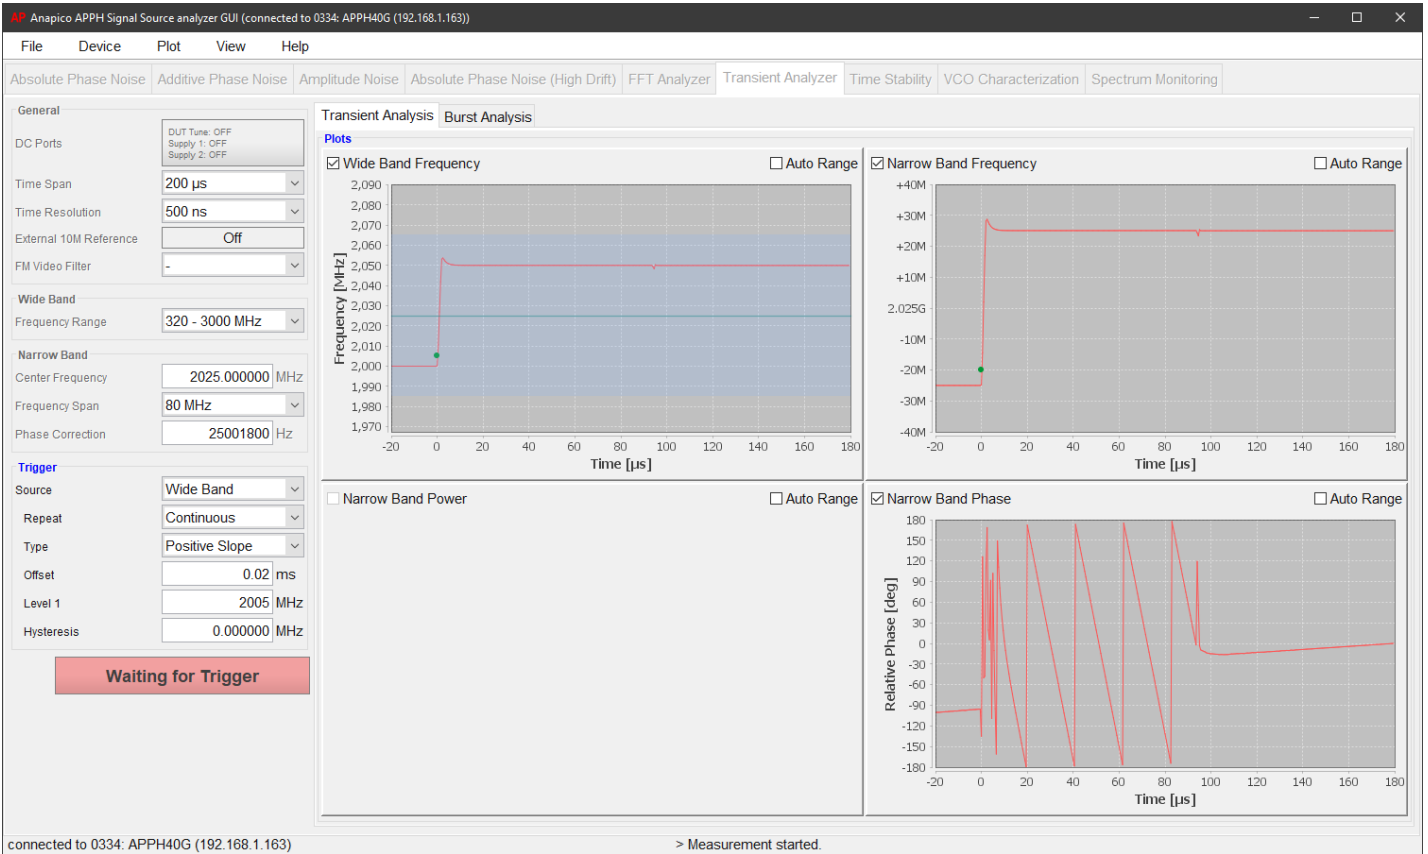 AP Anapico APPH Signal Source analyzer GUI (connected to 0334: APPH40G (192.168.1.163))
File Device Plot View Help
Absolute Phase Noise Additive Phase Noise Amplitude Noise Absolute Phase Noise (High Drift) FFT Analyzer Transient Analyzer Time Stability VCO Characterization Spectrum Monitoring
General
DC Ports
DUT Tune: OFF
Supply 1: OFF
Supply 2: OFF
Time Span 200 µs
Time Resolution 500 ns
External 10M Reference Off
FM Video Filter -
Wide Band
Frequency Range 320 - 3000 MHz
Narrow Band
Center Frequency 2025.000000 MHz
Frequency Span 80 MHz
Phase Correction 25001800 Hz
Trigger
Source Wide Band
Repeat Continuous
Type Positive Slope
Offset 0.02 ms
Level 1 2005 MHz
Hysteresis 0.000000 MHz
Waiting for Trigger
Transient Analysis Burst Analysis
Plots
Wide Band Frequency Auto Range
2,090
2,080
2,070
2,060
2,050
2,040
2,030
2,020
2,010
2,000
1,990
1,980
1,970
Frequency [MHz]
-20 0 20 40 60 80 100 120 140 160 180
Time [µs]
Narrow Band Frequency Auto Range
+40M
+30M
+20M
+10M
2.025G
-10M
-20M
-30M
-40M
-20 0 20 40 60 80 100 120 140 160 180
Time [µs]
Narrow Band Power Auto Range
Narrow Band Phase Auto Range
180
150
120
90
60
30
0
-30
-60
-90
-120
-150
-180
Relative Phase [deg]
-20 0 20 40 60 80 100 120 140 160 180
Time [µs]
connected to 0334: APPH40G (192.168.1.163) > Measurement started.